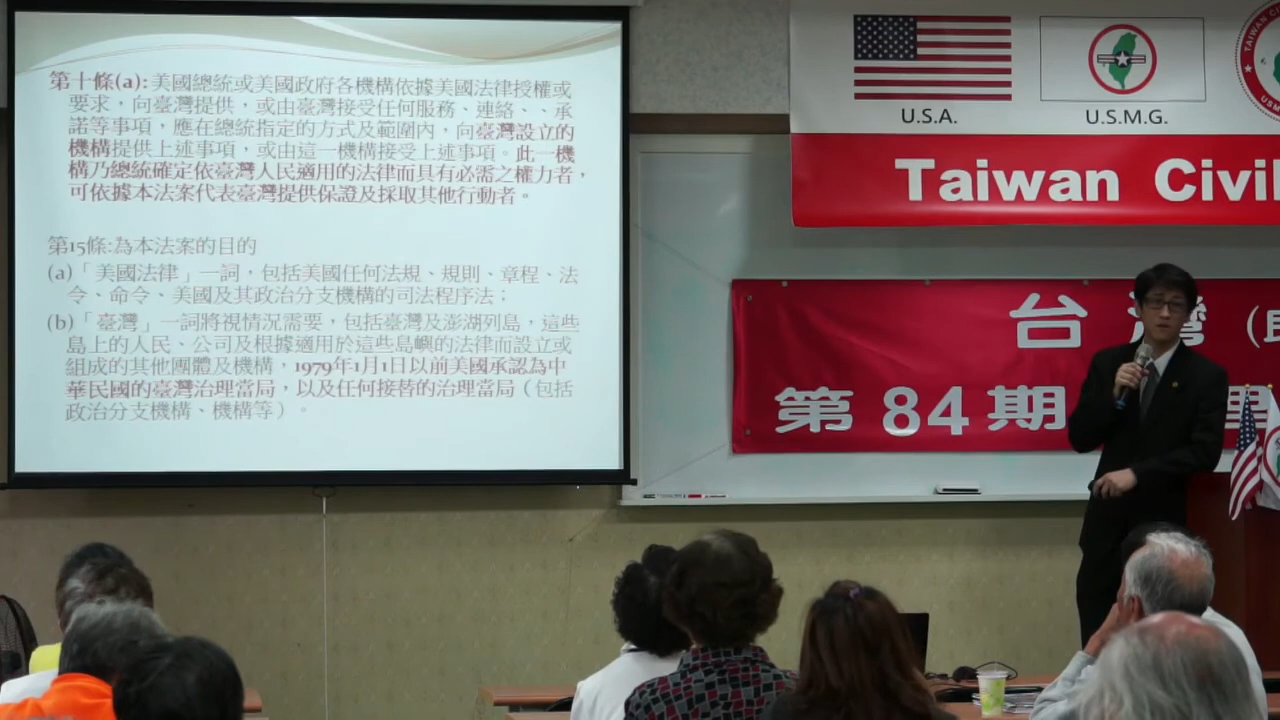 第十條(a): 美國總統或美國政府各機構依據美國法律授權或
要求，向臺灣提供，或由臺灣接受任何服務、連絡、、承
諾等事項，應在總統指定的方式及範圍內，向臺灣設立的
機構提供上述事項，或由這一機構接受上述事項。此一機
構乃總統確定依臺灣人民適用的法律而具有必需之權力者，
可依據本法案代表臺灣提供保證及採取其他行動者。
第15條:為本法案的目的
(a)「美國法律」一詞，包括美國任何法規、規則、章程、法
令、命令、美國及其政治分支機構的司法程序法；
(b)「臺灣」一詞將視情況需要，包括臺灣及澎湖列島，這些
島上的人民、公司及根據適用於這些島嶼的法律而設立或
組成的其他團體及機構，1979年1月1日以前美國承認為中
華民國的臺灣治理當局，以及任何接替的治理當局（包括
政治分支機構、機構等）。
U.S.A.
U.S.M.G.
Taiwan Civil
台灣
第84期